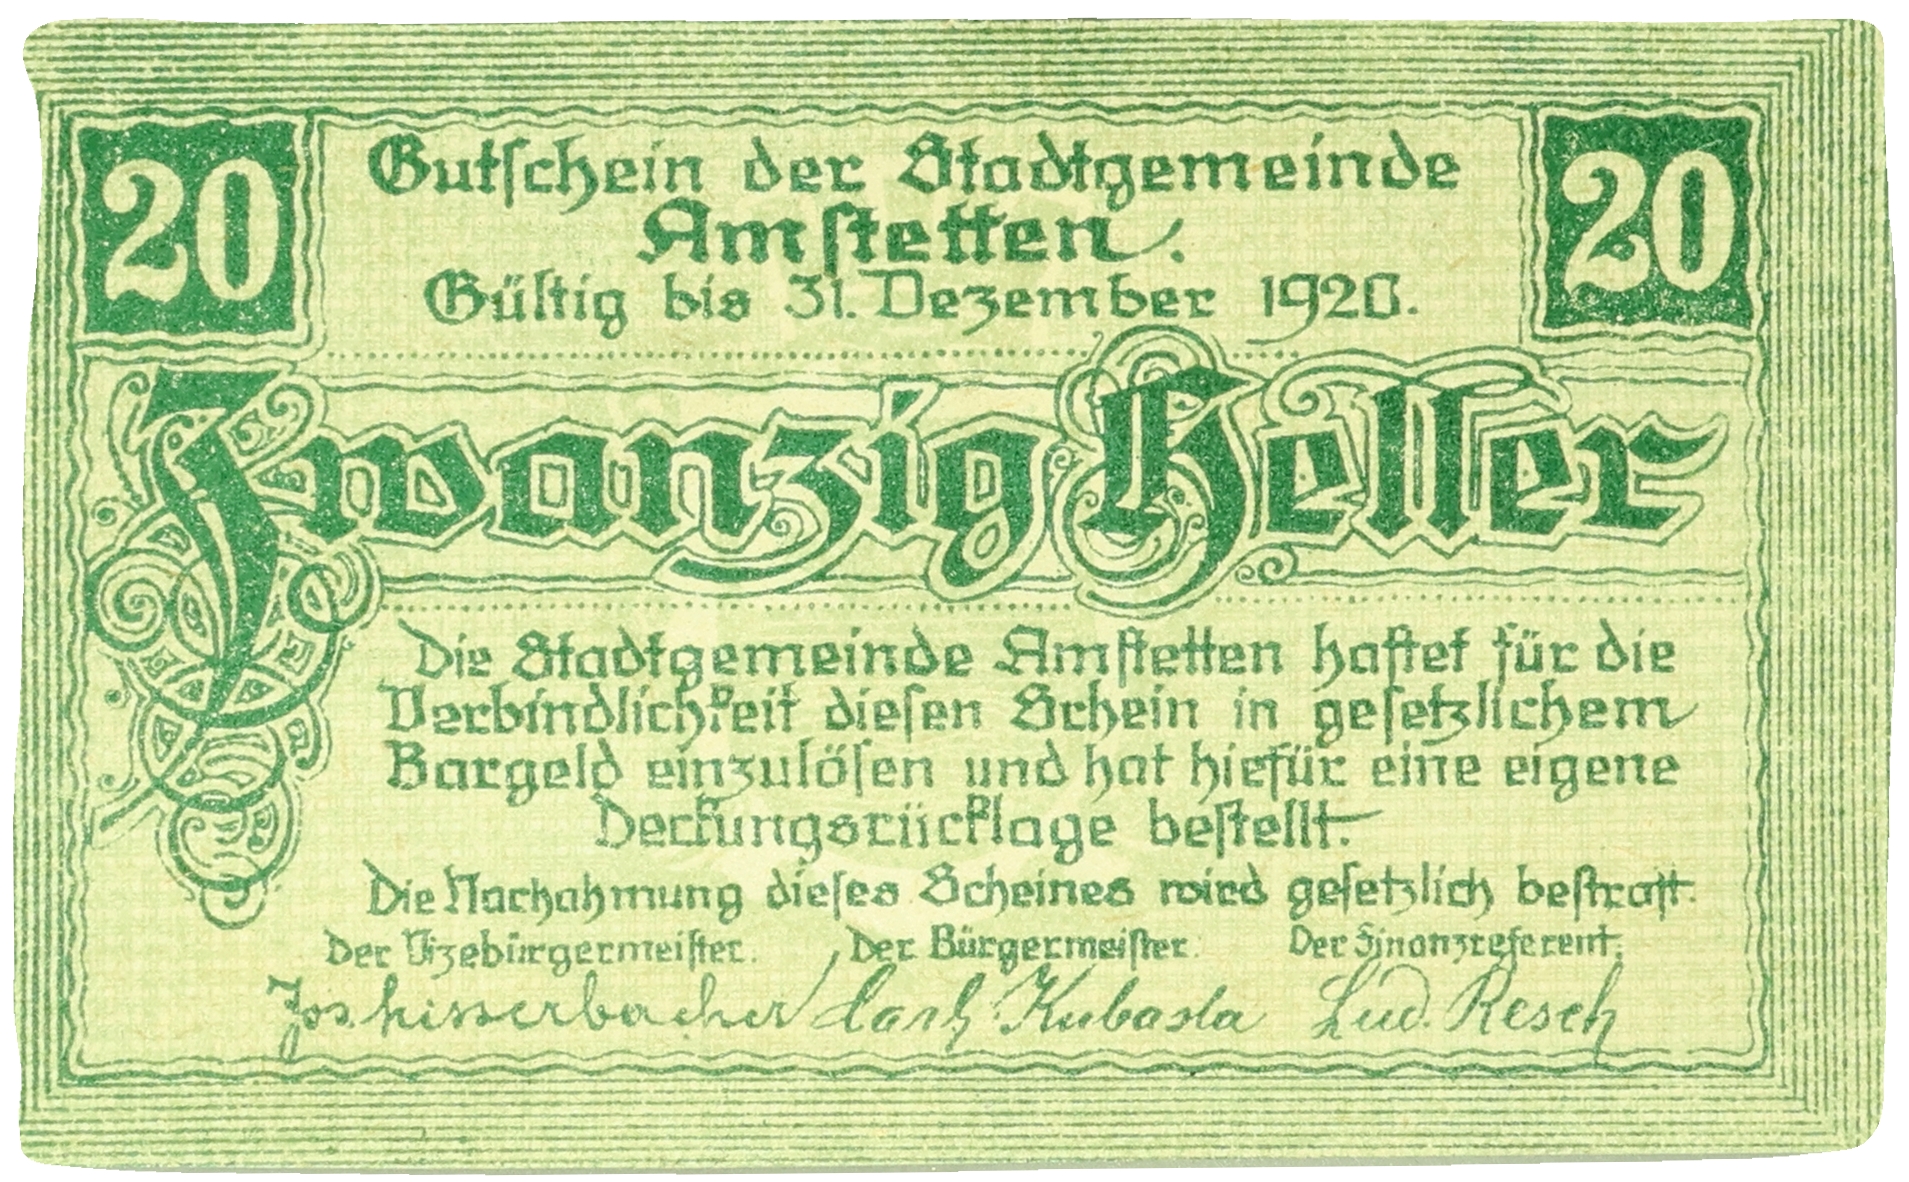 20 Gutschein der Stadtgemeinde 20
Amstetten.
Gültig bis 31. Dezember 1920.
Zwanzig Heller
Die Stadtgemeinde Amstetten haftet für die
Verbindlichkeit diesen Schein in gesetzlichem
Bargeld einzulösen und hat hiefür eine eigene
Deckungsrücklage bestellt.
Die Nachahmung dieses Scheines wird gesetzlich bestraft.
Der Vizebürgermeister. Der Bürgermeister. Der Finanzreferent.
Jos. Carl Kubasta Lud. Resch